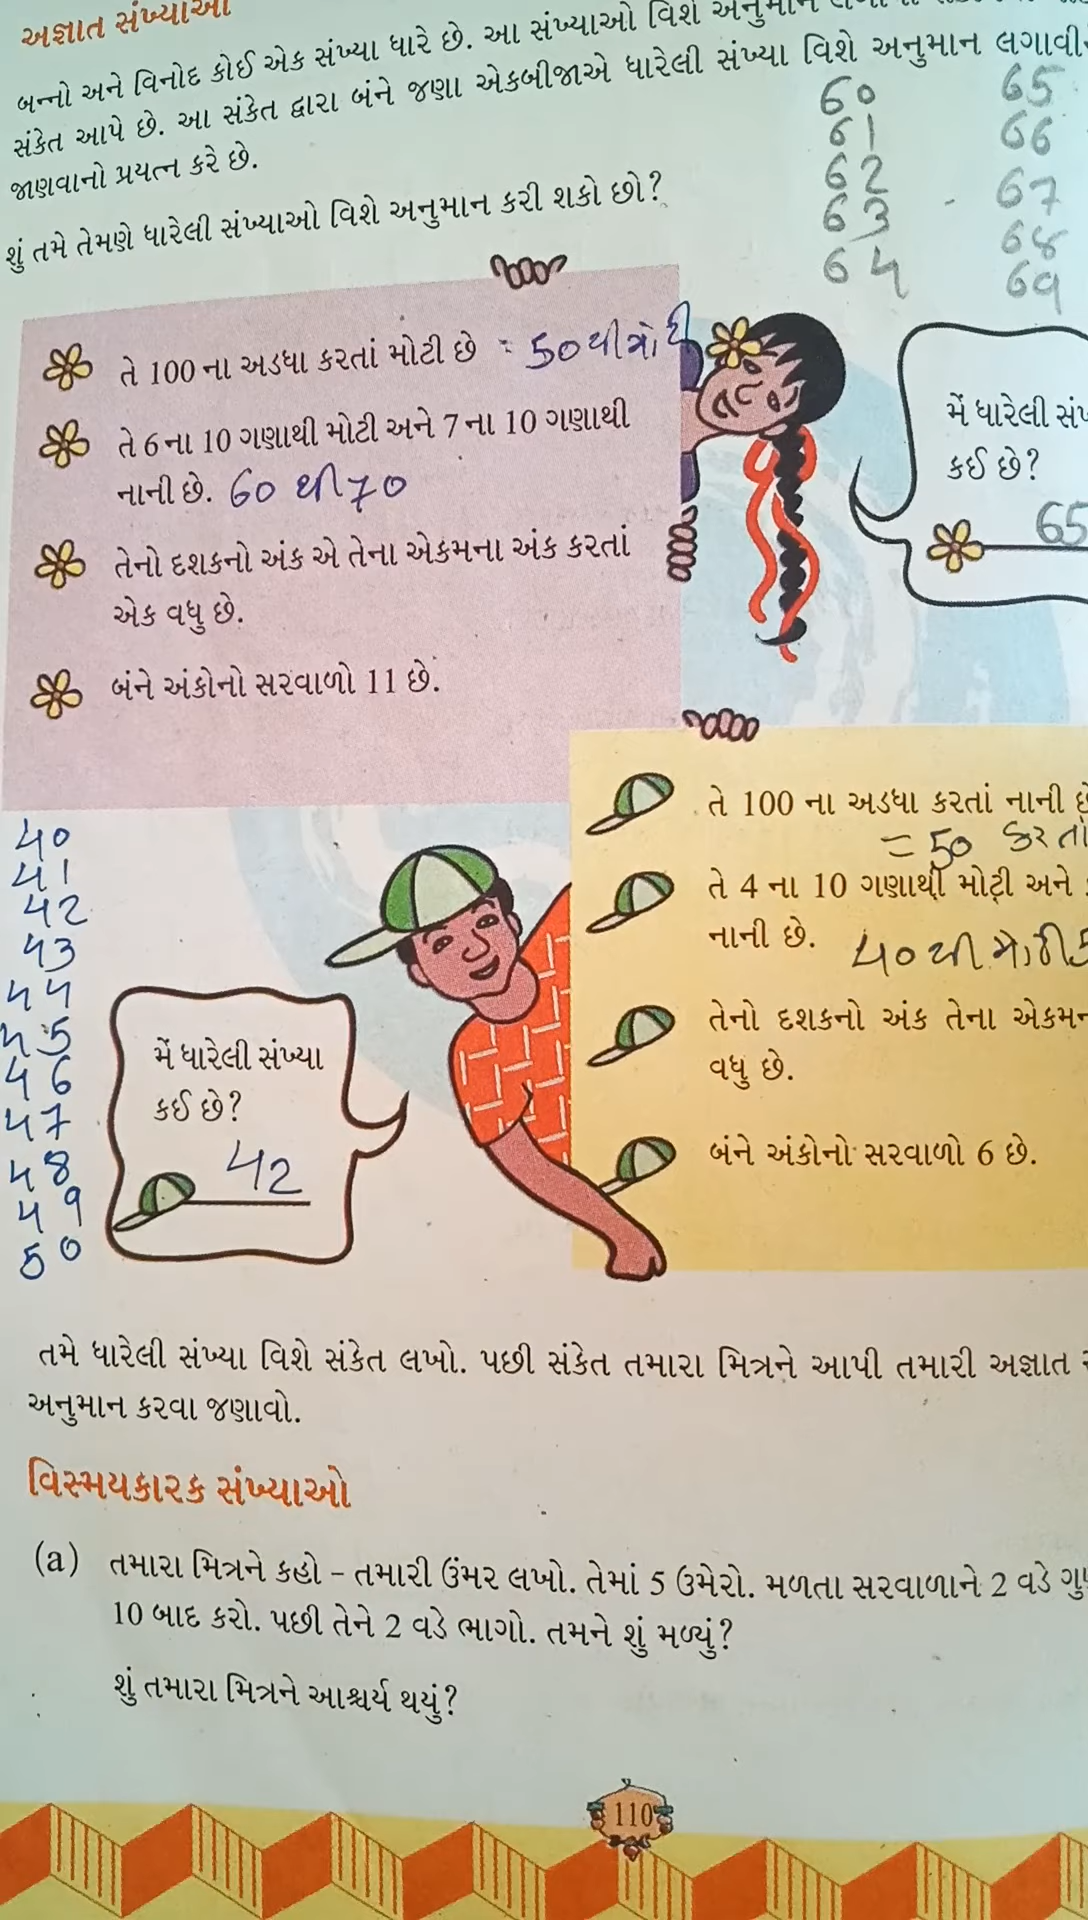 અજ્ઞાત સંખ્યાઓ
બન્નો અને વિનોદ કોઈ એક સંખ્યા ધારે છે. આ સંખ્યાઓ વિશે અનુમાન
સંકેત આપે છે. આ સંકેત દ્વારા બંને જણા એકબીજાએ ધારેલી સંખ્યા વિશે અનુમાન લગાવી
જાણવાનો પ્રયત્ન કરે છે.
શું તમે તેમણે ધારેલી સંખ્યાઓ વિશે અનુમાન કરી શકો છો?
60 65
61 66
62 67
63 68
64 69
તે 100 ના અડધા કરતાં મોટી છે = 50 થી મોટી
તે 6 ના 10 ગણાથી મોટી અને 7 ના 10 ગણાથી
નાની છે. 60 થી 70
તેનો દશકનો અંક એ તેના એકમના અંક કરતાં
એક વધુ છે.
બંને અંકોનો સરવાળો 11 છે.
મેં ધારેલી
કઈ છે?
65
તે 100 ના અડધા કરતાં નાની
= 50 કરતાં
તે 4 ના 10 ગણાથી મોટી અને
નાની છે. 40 થી મોટી
તેનો દશકનો અંક તેના
વધુ છે.
બંને અંકોનો સરવાળો 6 છે.
40
41
42
43
44
45
46
47
48
49
50
મેં ધારેલી સંખ્યા
કઈ છે?
42
તમે ધારેલી સંખ્યા વિશે સંકેત લખો. પછી સંકેત તમારા મિત્રને આપી તમારી અજ્ઞાત
અનુમાન કરવા જણાવો.
વિસ્મયકારક સંખ્યાઓ
(a) તમારા મિત્રને કહો – તમારી ઉંમર લખો. તેમાં 5 ઉમેરો. મળતા સરવાળાને 2 વડે
10 બાદ કરો. પછી તેને 2 વડે ભાગો. તમને શું મળ્યું?
શું તમારા મિત્રને આશ્ચર્ય થયું?
110